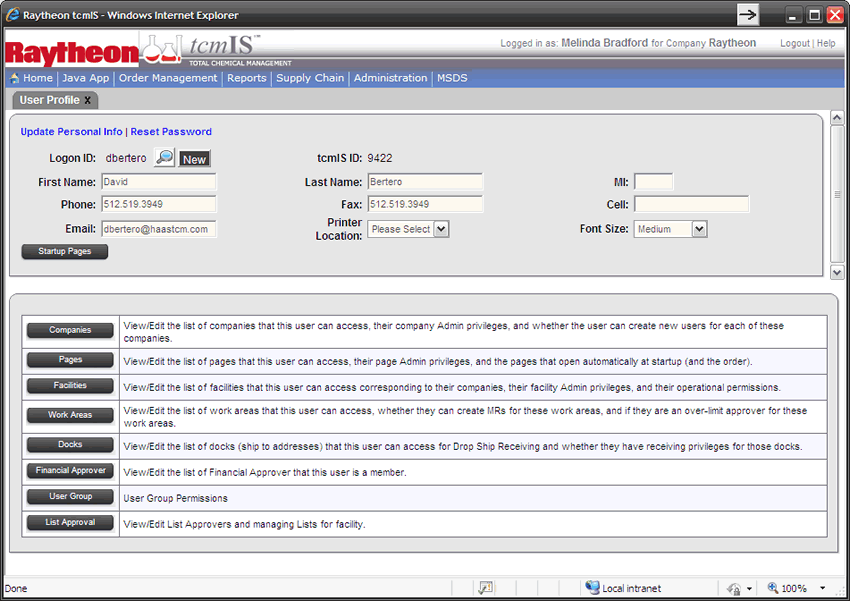 Raytheon tcmIS - Windows Internet Explorer
Raytheon tcmIS™
TOTAL CHEMICAL MANAGEMENT
Logged in as: Melinda Bradford for Company Raytheon Logout | Help
Home | Java App | Order Management | Reports | Supply Chain | Administration | MSDS
User Profile X
Update Personal Info | Reset Password
Logon ID: dbertero New tcmIS ID: 9422
First Name: David Last Name: Bertero MI:
Phone: 512.519.3949 Fax: 512.519.3949 Cell:
Email: dbertero@haastcm.com Printer Location: Please Select Font Size: Medium
Startup Pages
Companies View/Edit the list of companies that this user can access, their company Admin privileges, and whether the user can create new users for each of these
companies.
Pages View/Edit the list of pages that this user can access, their page Admin privileges, and the pages that open automatically at startup (and the order).
Facilities View/Edit the list of facilities that this user can access corresponding to their companies, their facility Admin privileges, and their operational permissions.
Work Areas View/Edit the list of work areas that this user can access, whether they can create MRs for these work areas, and if they are an over-limit approver for these
work areas.
Docks View/Edit the list of docks (ship to addresses) that this user can access for Drop Ship Receiving and whether they have receiving privileges for those docks.
Financial Approver View/Edit the list of Financial Approver that this user is a member.
User Group User Group Permissions
List Approval View/Edit List Approvers and managing Lists for facility.
Done Local intranet 100%